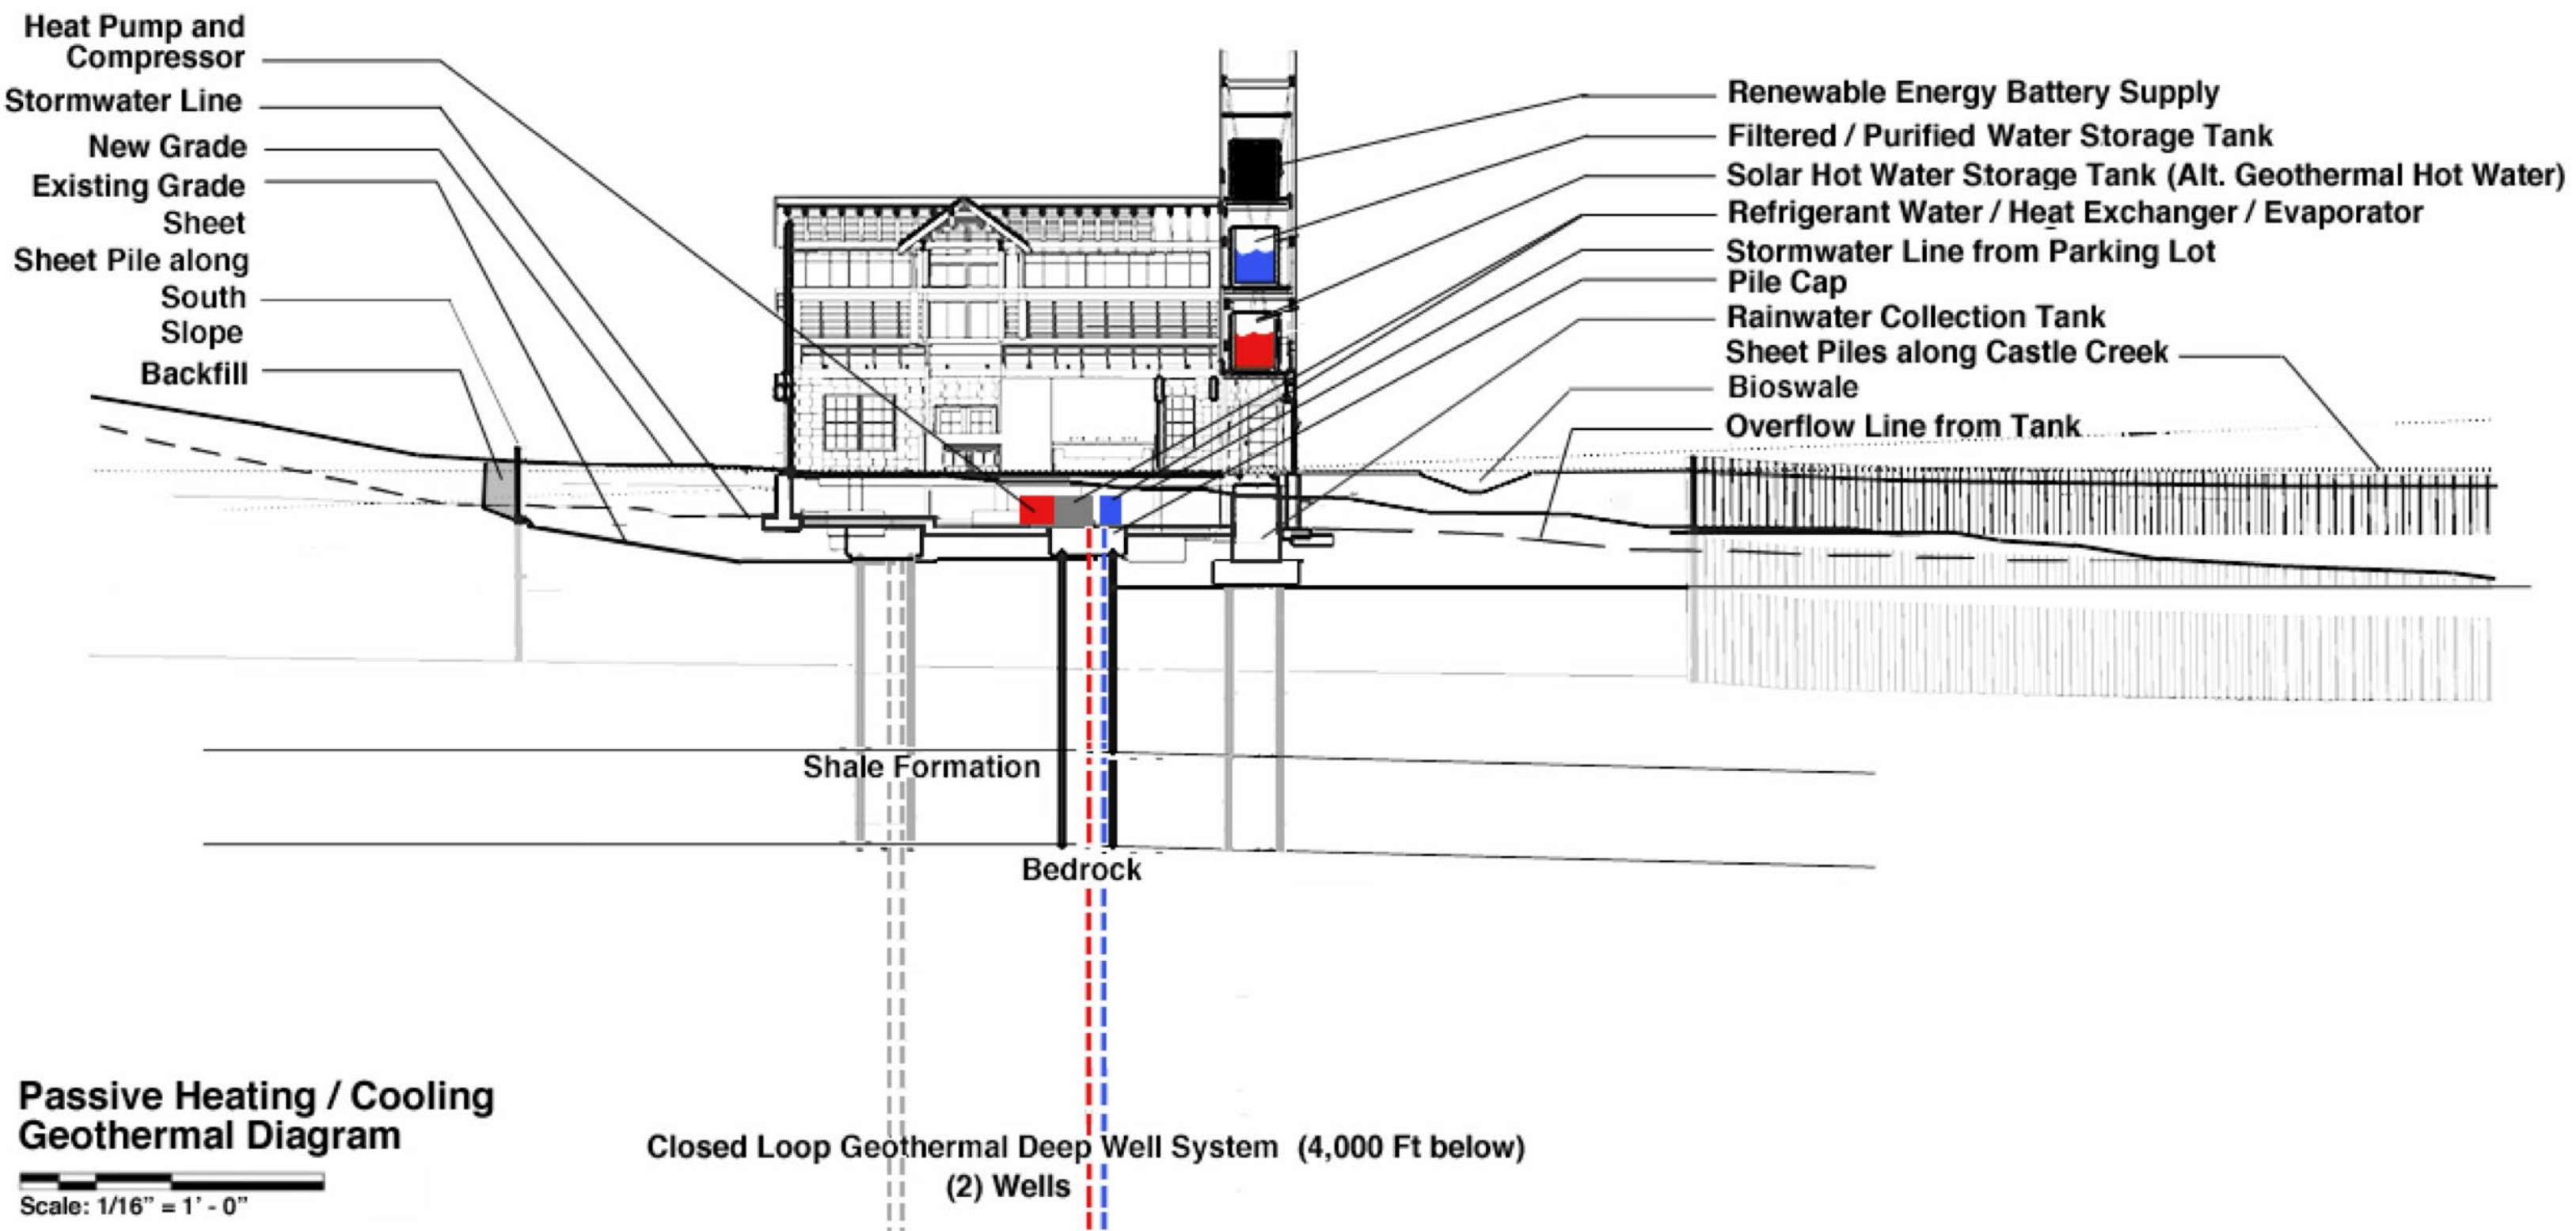 Heat Pump and
Compressor
Stormwater Line
New Grade
Existing Grade
Sheet
Sheet Pile along
South
Slope
Backfill
Renewable Energy Battery Supply
Filtered / Purified Water Storage Tank
Solar Hot Water Storage Tank (Alt. Geothermal Hot Water)
Refrigerant Water / Heat Exchanger / Evaporator
Stormwater Line from Parking Lot
Pile Cap
Rainwater Collection Tank
Sheet Piles along Castle Creek
Bioswale
Overflow Line from Tank
Shale Formation
Bedrock
Passive Heating / Cooling
Geothermal Diagram
Scale: 1/16” = 1’ - 0”
Closed Loop Geothermal Deep Well System (4,000 Ft below)
(2) Wells